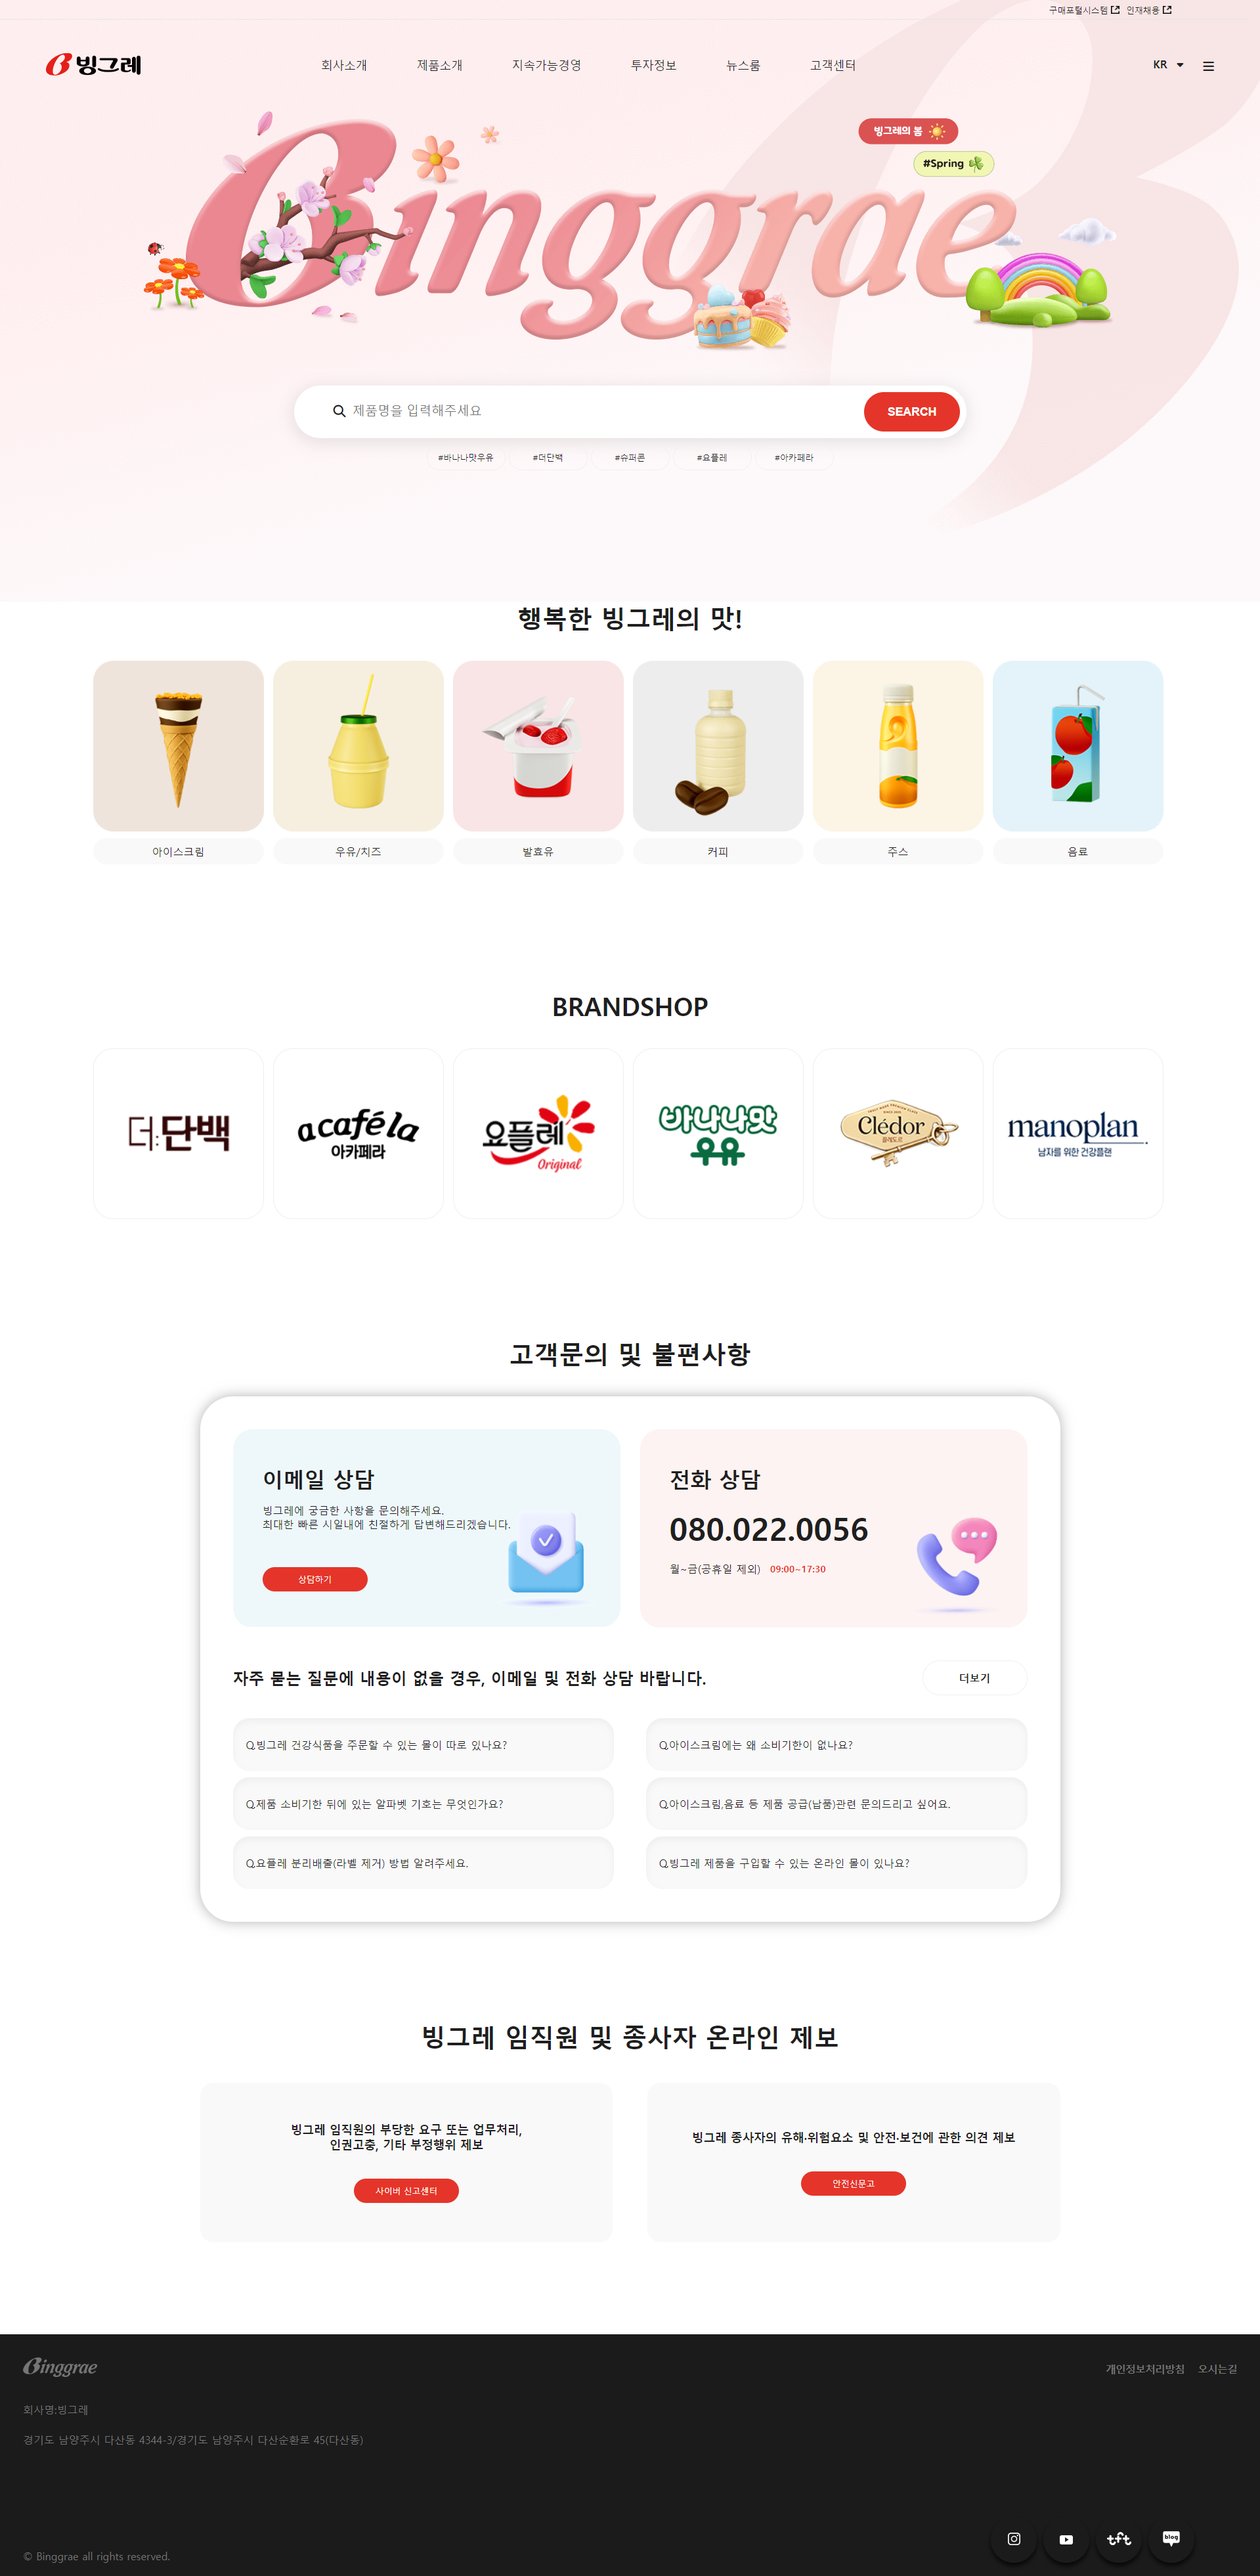 구매포털시스템 인재채용
빙그레
회사소개 제품소개 지속가능경영 투자정보 뉴스룸 고객센터
KR
Binggrae
빙그레의 봄
#Spring
제품명을 입력해주세요
SEARCH
#바나나맛우유 #더단백 #슈퍼콘 #요플레 #아카페라
행복한 빙그레의 맛!
아이스크림 우유/치즈 발효유 커피 주스 음료
BRANDSHOP
더:단백
acaféla
아카페라
요플레
Original
바나나맛
우유
Clédor
끌레도르
manoplan
남자를 위한 건강플랜
고객문의 및 불편사항
이메일 상담
빙그레에 궁금한 사항을 문의해주세요.
최대한 빠른 시일내에 친절하게 답변해드리겠습니다.
상담하기
전화 상담
080.022.0056
월~금(공휴일 제외) 09:00~17:30
자주 묻는 질문에 내용이 없을 경우, 이메일 및 전화 상담 바랍니다.
더보기
Q.빙그레 건강식품을 주문할 수 있는 몰이 따로 있나요?
Q.아이스크림에는 왜 소비기한이 없나요?
Q.제품 소비기한 뒤에 있는 알파벳 기호는 무엇인가요?
Q.아이스크림,음료 등 제품 공급(납품)관련 문의드리고 싶어요.
Q.요플레 분리배출(라벨 제거) 방법 알려주세요.
Q.빙그레 제품을 구입할 수 있는 온라인 몰이 있나요?
빙그레 임직원 및 종사자 온라인 제보
빙그레 임직원의 부당한 요구 또는 업무처리,
인권고충, 기타 부정행위 제보
사이버 신고센터
빙그레 종사자의 유해·위험요소 및 안전·보건에 관한 의견 제보
안전신문고
Binggrae
개인정보처리방침 오시는길
회사명:빙그레
경기도 남양주시 다산동 4344-3/경기도 남양주시 다산순환로 45(다산동)
tft
blog
© Binggrae all rights reserved.